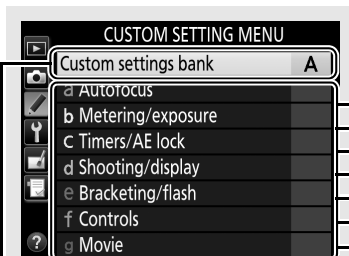 CUSTOM SETTING MENU
Custom settings bank A
a Autofocus
b Metering/exposure
c Timers/AE lock
d Shooting/display
e Bracketing/flash
f Controls
g Movie
?